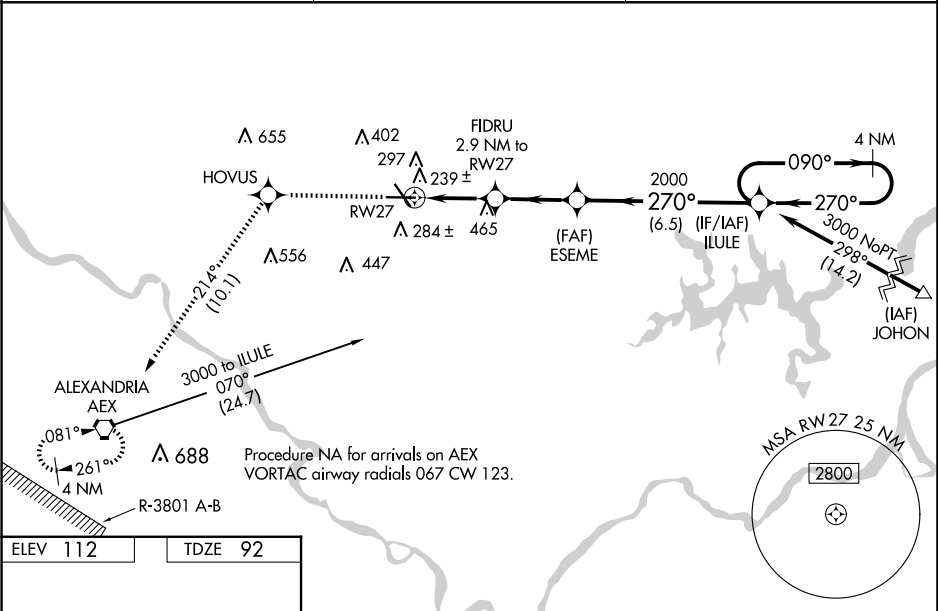 655
402
297
239 ±
FIDRU
2.9 NM to
RW27
4 NM
090°
HOVUS
RW27
284 ±
465
2000
270°
(6.5)
(FAF)
ESEME
(IF/IAF)
ILULE
270°
3000 NoPT
298°
(14.2)
(IAF)
JOHON
556
447
214°
(10.1)
3000 to ILULE
070°
(24.7)
ALEXANDRIA
AEX
081°
261°
4 NM
688
Procedure NA for arrivals on AEX
VORTAC airway radials 067 CW 123.
R-3801 A-B
MSA RW27 25 NM
2800
ELEV 112
TDZE 92